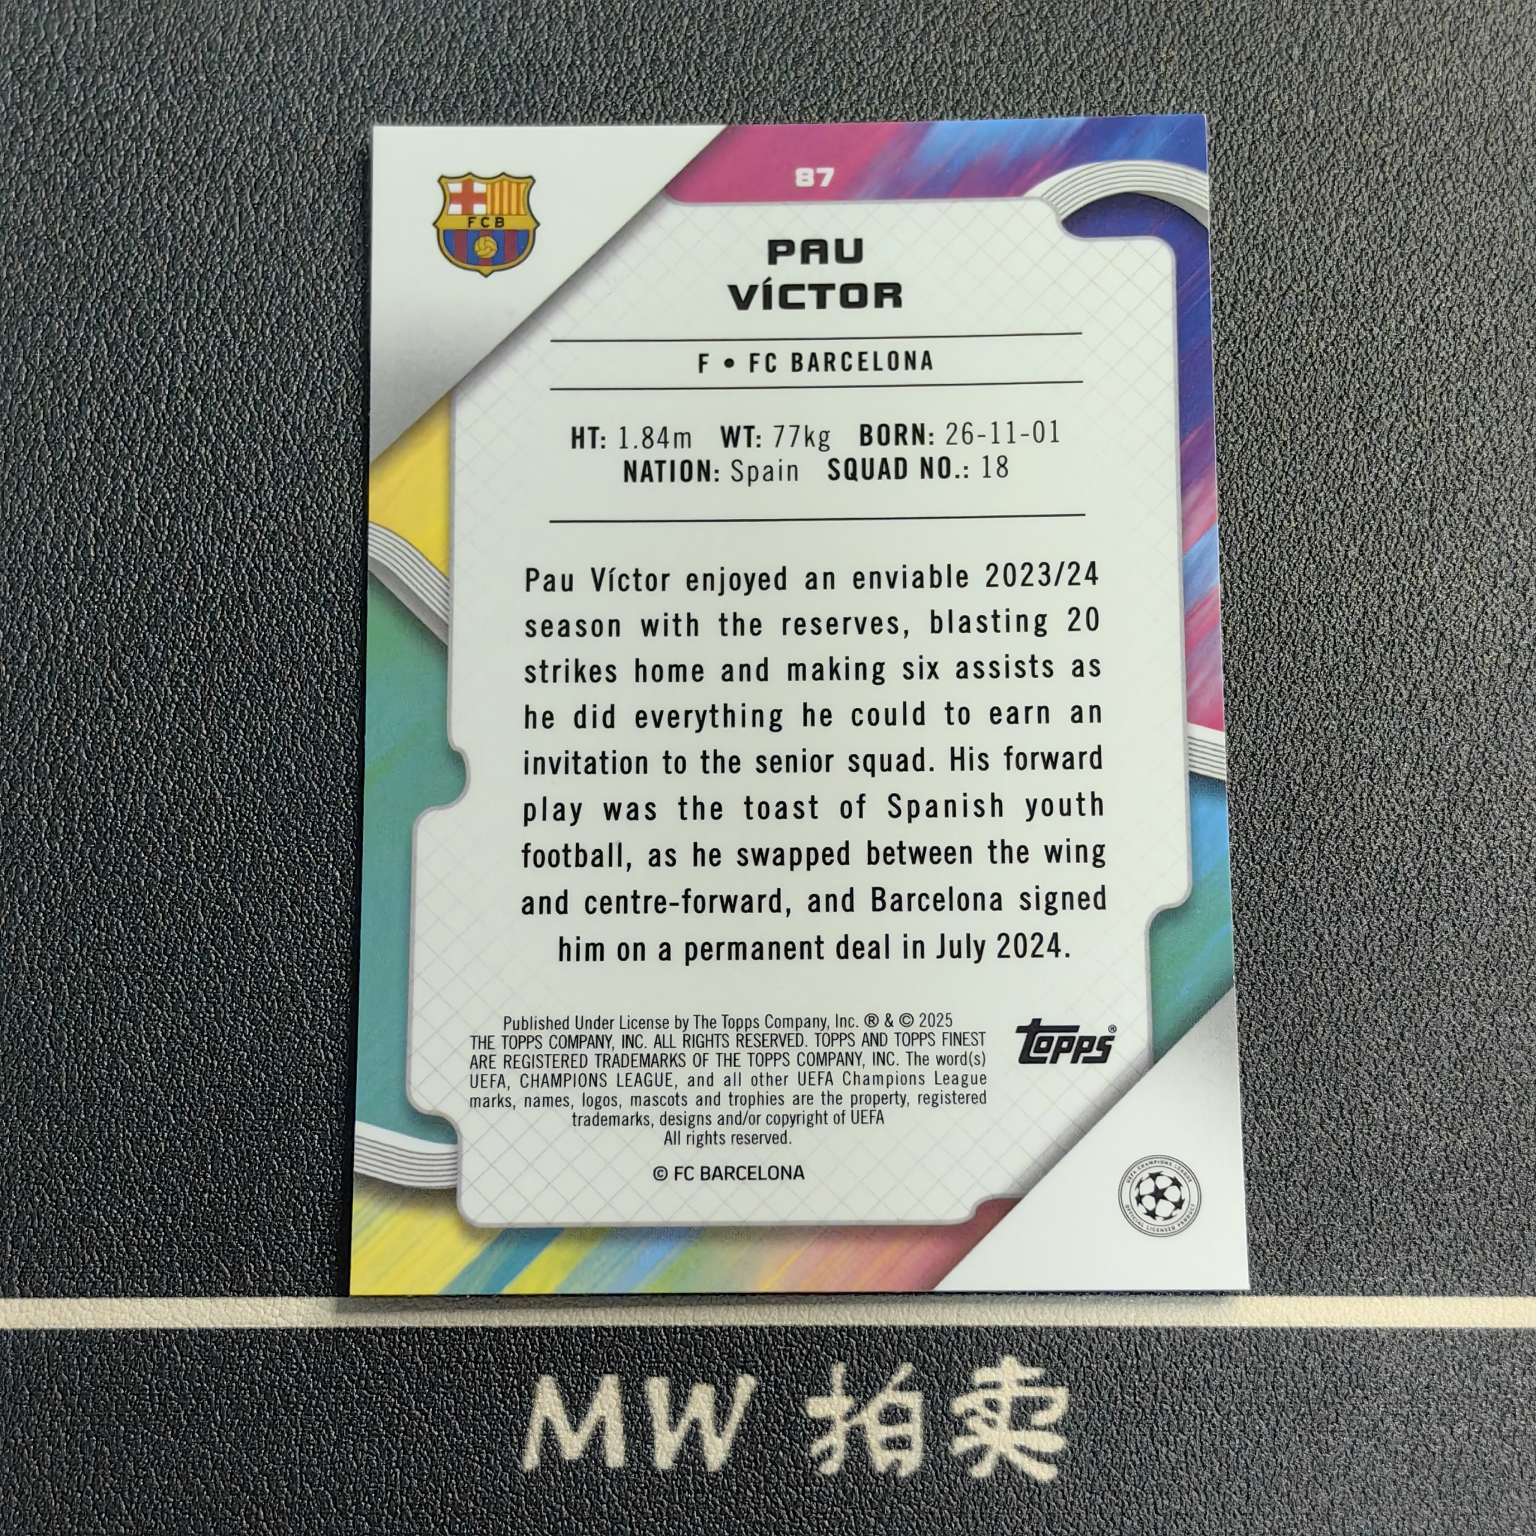 87
FCB
PAU
VÍCTOR
F • FC BARCELONA
HT: 1.84m WT: 77kg BORN: 26-11-01
NATION: Spain SQUAD NO.: 18
Pau Víctor enjoyed an enviable 2023/24
season with the reserves, blasting 20
strikes home and making six assists as
he did everything he could to earn an
invitation to the senior squad. His forward
play was the toast of Spanish youth
football, as he swapped between the wing
and centre-forward, and Barcelona signed
him on a permanent deal in July 2024.
Published Under License by The Topps Company, Inc. ® & © 2025
THE TOPPS COMPANY, INC. ALL RIGHTS RESERVED. TOPPS AND TOPPS FINEST
ARE REGISTERED TRADEMARKS OF THE TOPPS COMPANY, INC. The word(s)
UEFA, CHAMPIONS LEAGUE, and all other UEFA Champions League
marks, names, logos, mascots and trophies are the property, registered
trademarks, designs and/or copyright of UEFA
All rights reserved.
© FC BARCELONA
Topps®
UEFA CHAMPIONS LEAGUE
OFFICIAL LICENSED PRODUCT
MW 拍卖